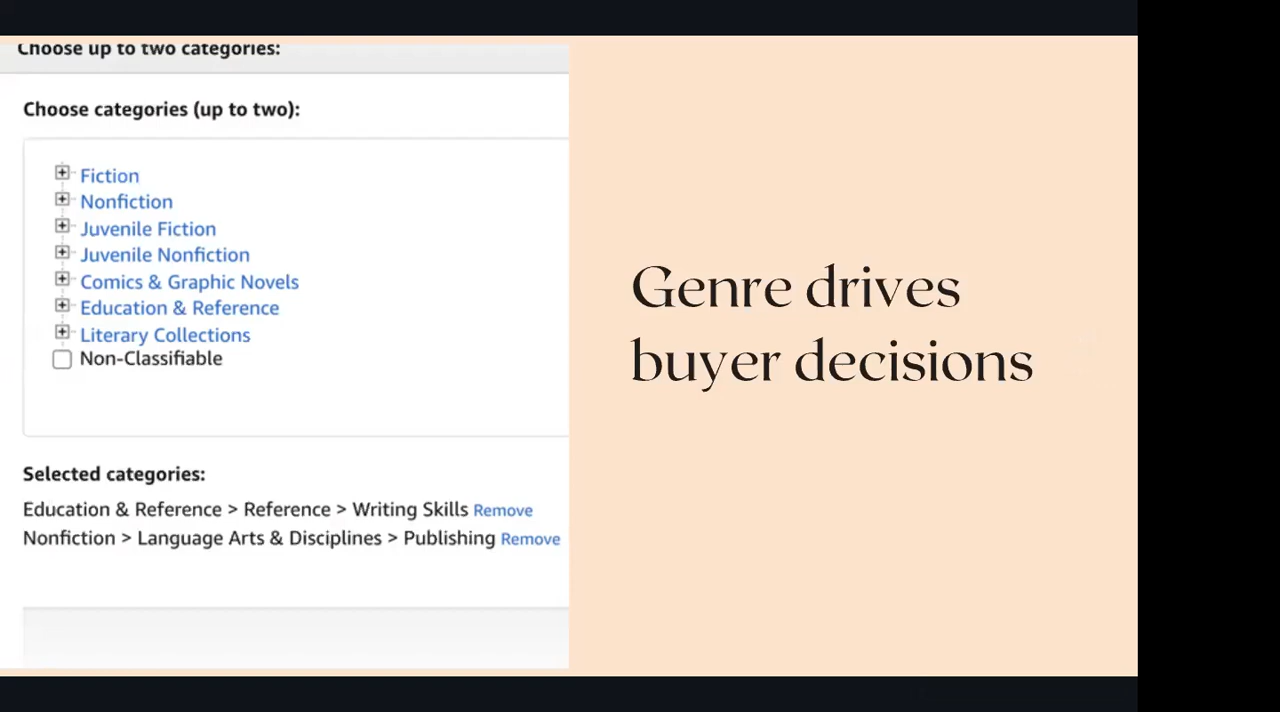 Choose up to two categories:
Choose categories (up to two):
Fiction
Nonfiction
Juvenile Fiction
Juvenile Nonfiction
Comics & Graphic Novels
Education & Reference
Literary Collections
Non-Classifiable
Selected categories:
Education & Reference > Reference > Writing Skills Remove
Nonfiction > Language Arts & Disciplines > Publishing Remove
Genre drives
buyer decisions